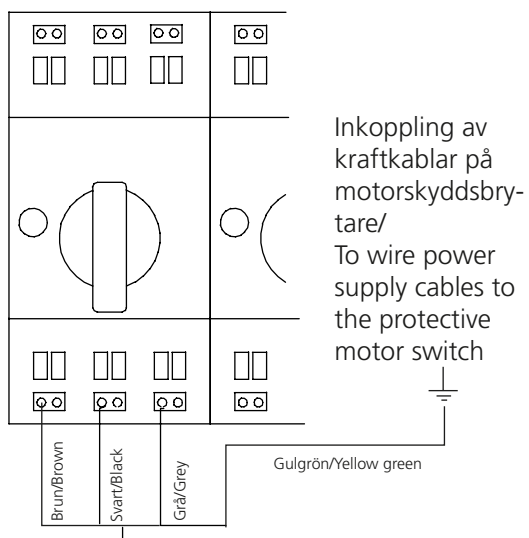 Inkoppling av
kraftkablar på
motorskyddsbry-
tare/
To wire power
supply cables to
the protective
motor switch
Brun/Brown
Svart/Black
Grå/Grey
Gulgrön/Yellow green